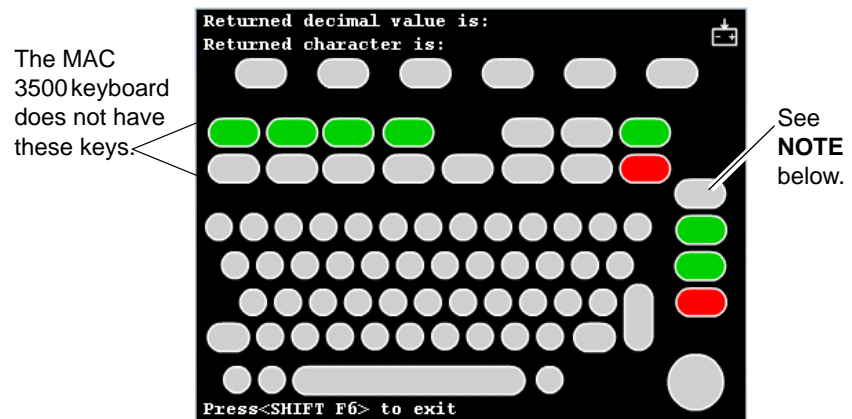 Returned decimal value is:
Returned character is:
The MAC
3500 keyboard
does not have
these keys.
See
NOTE
below.
Press<SHIFT F6> to exit